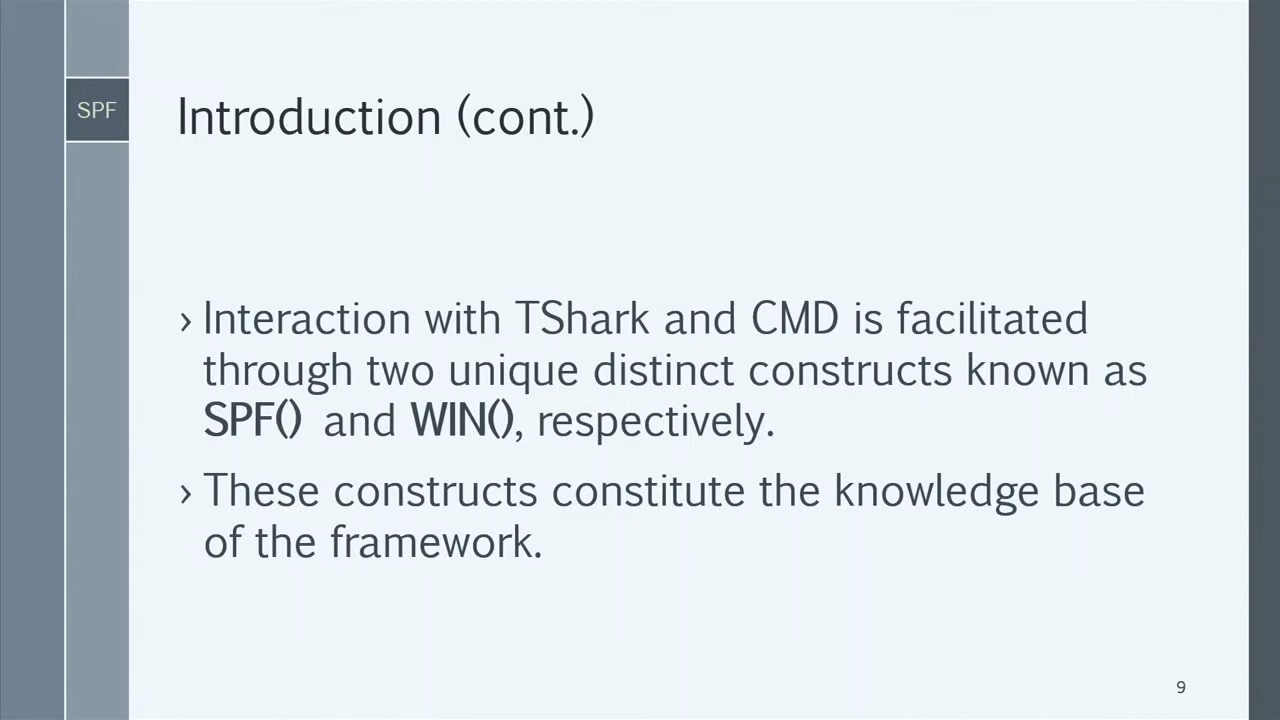 SPF
Introduction (cont.)
› Interaction with TShark and CMD is facilitated
through two unique distinct constructs known as
SPF() and WIN(), respectively.
› These constructs constitute the knowledge base
of the framework.
9